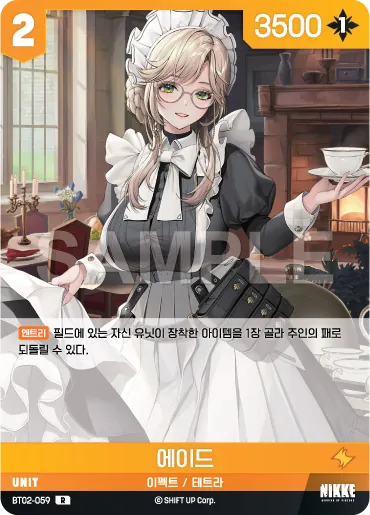 2
3500 1
SAMPLE
엔트리 필드에 있는 자신 유닛이 장착한 아이템을 1장 골라 주인의 패로
되돌릴 수 있다.
에이드
UNIT
이펙트 / 테트라
BT02-059 R
ⓒ SHIFT UP Corp.
NIKKE